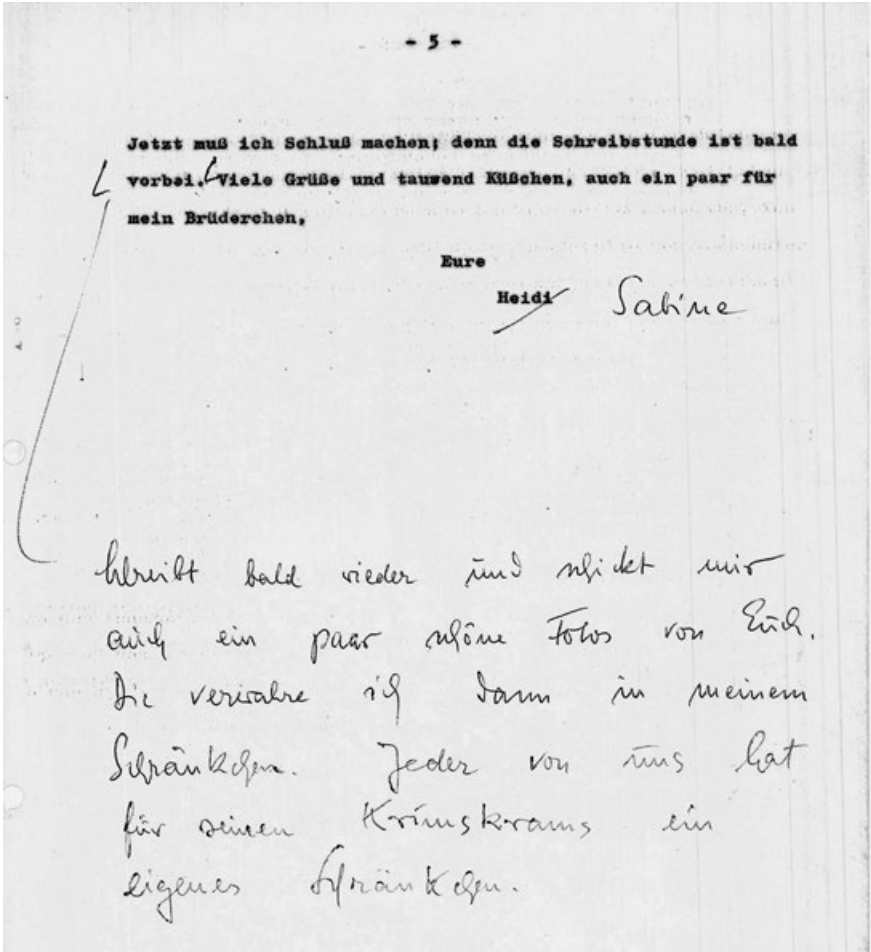 - 5 -
Jetzt muß ich Schluß machen; denn die Schreibstunde ist bald
vorbei. Viele Grüße und tausend Küßchen, auch ein paar für
mein Brüderchen,
Eure
Heidi Sabine
Schreibt bald wieder und schickt mir
auch ein paar schöne Fotos von Euch.
Die verwahre ich dann in meinem
Schränkchen. Jeder von uns hat
für seinen Krimskrams ein
eigenes Schränkchen.